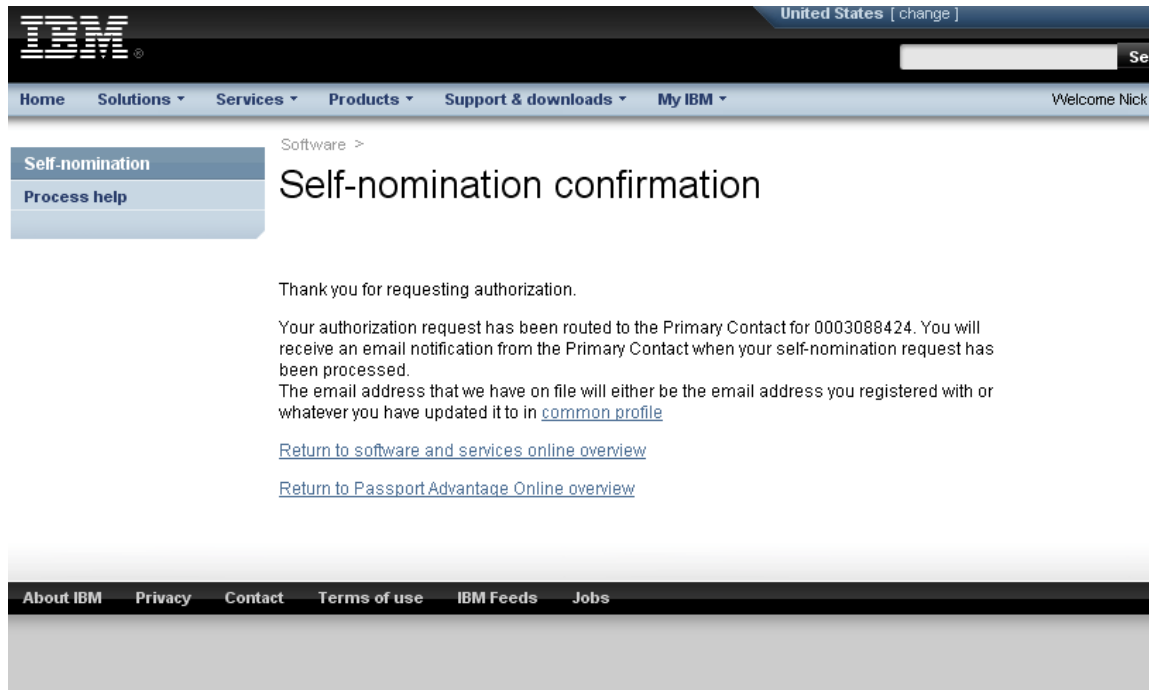 United States [ change ]
IBM ®
Home Solutions Services Products Support & downloads My IBM Welcome Nick
Self-nomination
Process help
Software >
Self-nomination confirmation
Thank you for requesting authorization.
Your authorization request has been routed to the Primary Contact for 0003088424. You will
receive an email notification from the Primary Contact when your self-nomination request has
been processed.
The email address that we have on file will either be the email address you registered with or
whatever you have updated it to in common profile
Return to software and services online overview
Return to Passport Advantage Online overview
About IBM Privacy Contact Terms of use IBM Feeds Jobs